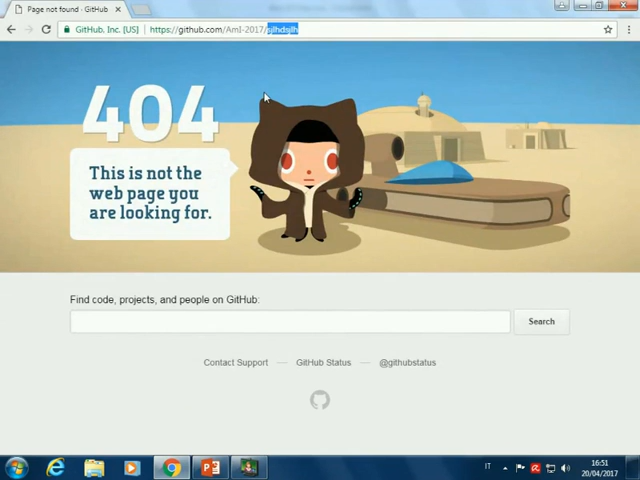 Page not found · GitHub
GitHub, Inc. [US]
https://github.com/AmI-2017/sjlhdsjlh
404
This is not the
web page you
are looking for.
Find code, projects, and people on GitHub:
Search
Contact Support — GitHub Status — @githubstatus
IT
16:51
20/04/2017